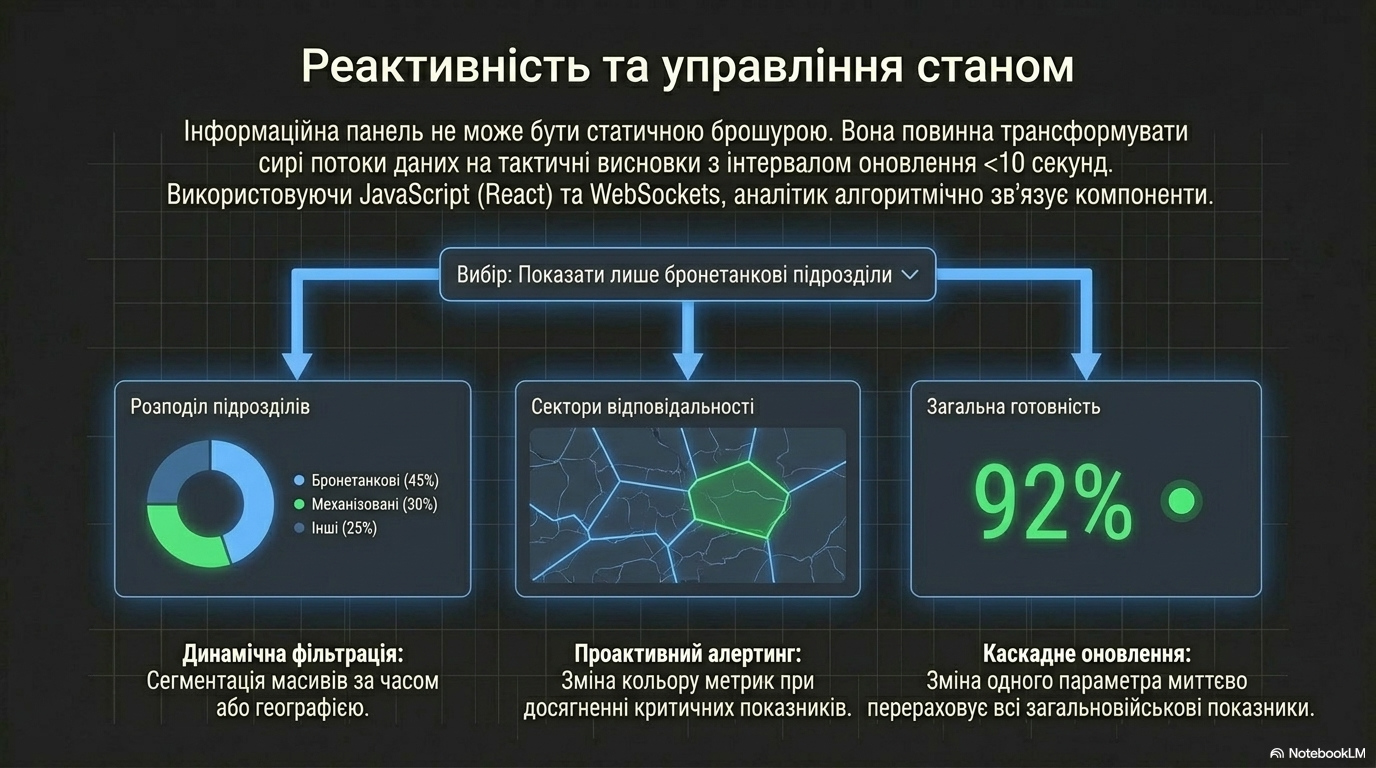 Реактивність та управління станом
Інформаційна панель не може бути статичною брошурою. Вона повинна трансформувати
сирі потоки даних на тактичні висновки з інтервалом оновлення <10 секунд.
Використовуючи JavaScript (React) та WebSockets, аналітик алгоритмічно зв'язує компоненти.
Вибір: Показати лише бронетанкові підрозділи
Розподіл підрозділів
Бронетанкові (45%)
Механізовані (30%)
Інші (25%)
Сектори відповідальності
Загальна готовність
92%
Динамічна фільтрація:
Сегментація масивів за часом
або географією.
Проактивний алертинг:
Зміна кольору метрик при
досягненні критичних показників.
Каскадне оновлення:
Зміна одного параметра миттєво
перераховує всі загальновійськові показники.
NotebookLM